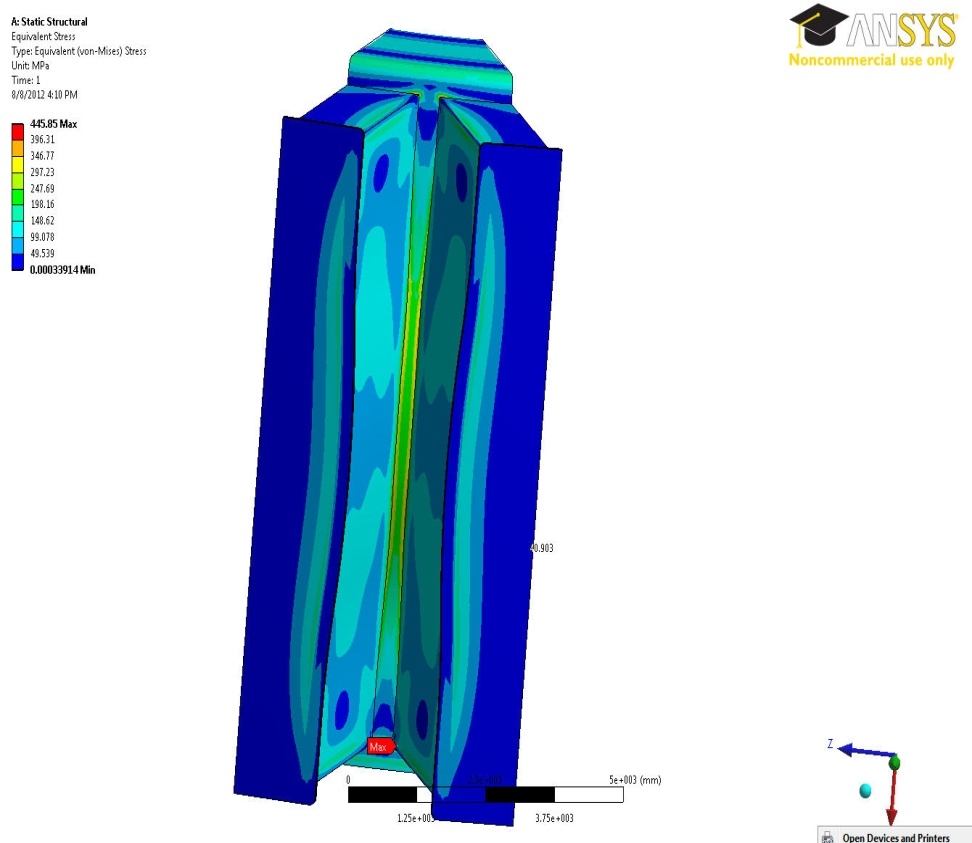 A: Static Structural
Equivalent Stress
Type: Equivalent (von-Mises) Stress
Unit: MPa
Time: 1
8/8/2012 4:10 PM
445.85 Max
396.31
346.77
297.23
247.69
198.16
148.62
99.078
49.539
0.00033914 Min
ANSYS
Noncommercial use only
40.903
Max
Z
0
2.5e+003
5e+003 (mm)
1.25e+003
3.75e+003
Open Devices and Printers